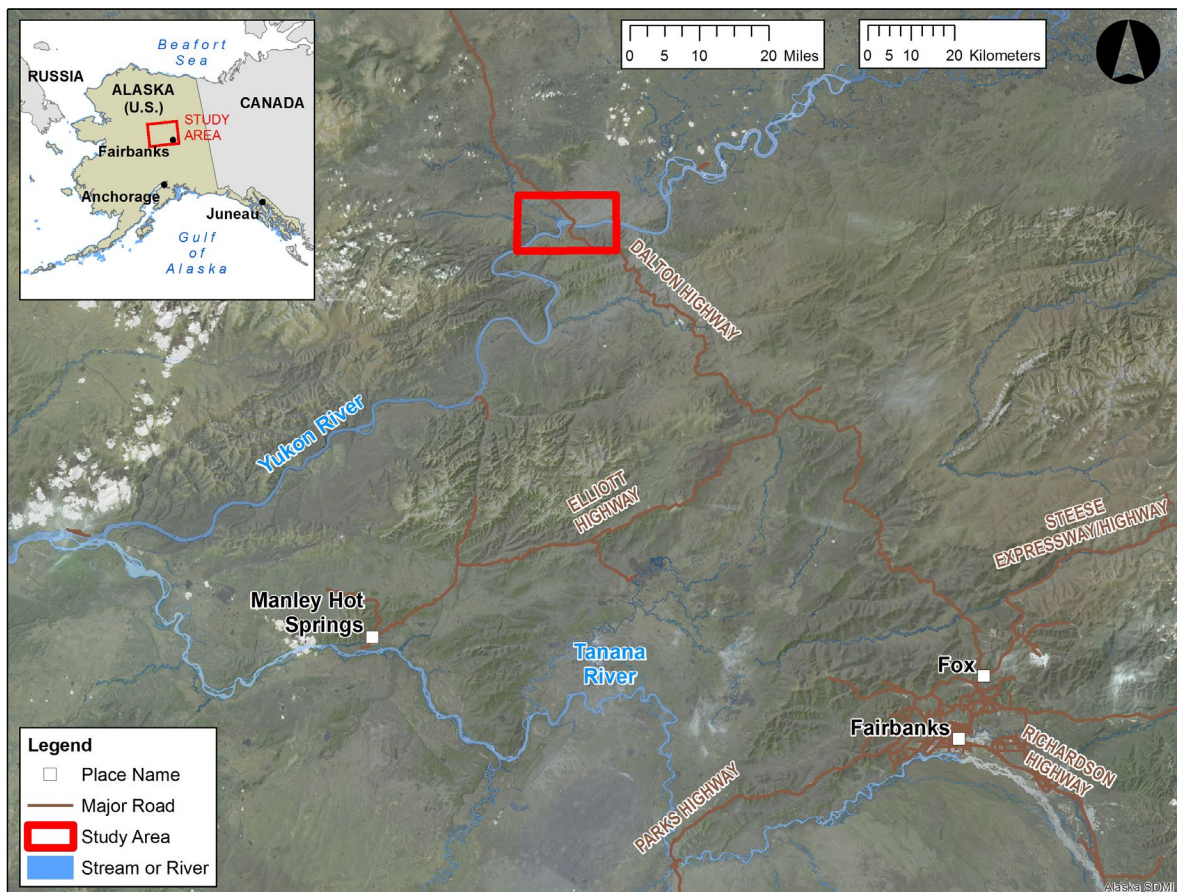 Beafort
Sea
RUSSIA
ALASKA
(U.S.)
CANADA
STUDY
AREA
Fairbanks
Anchorage
Juneau
Gulf
of
Alaska
0 10 20 Miles
0 5 10 20 Kilometers
DALTON HIGHWAY
Yukon River
ELLIOTT
HIGHWAY
STEESE
EXPRESSWAY/HIGHWAY
Manley Hot
Springs
Tanana
River
Fox
Fairbanks
RICHARDSON
HIGHWAY
PARKS HIGHWAY
Legend
Place Name
Major Road
Study Area
Stream or River
Alaska SDMI